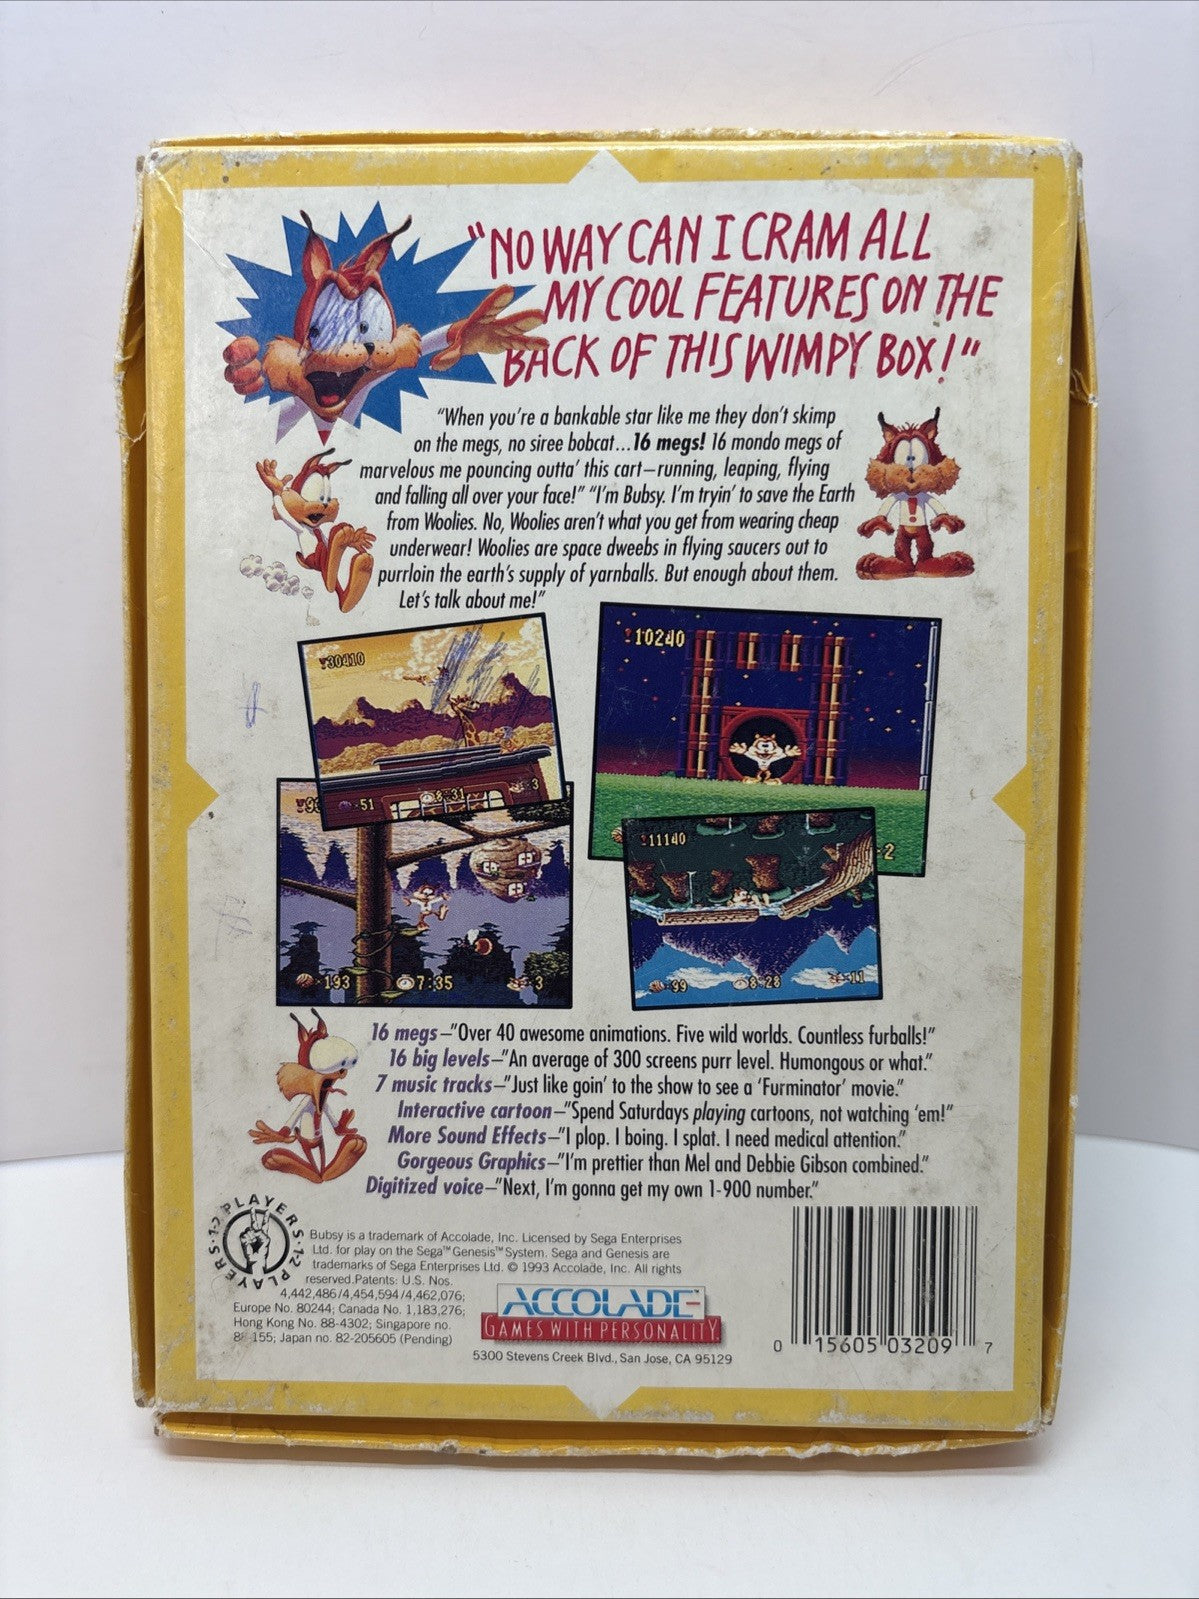 "NO WAY CAN I CRAM ALL
MY COOL FEATURES ON THE
BACK OF THIS WIMPY BOX!"
"When you're a bankable star like me they don't skimp
on the megs, no siree bobcat...16 megs! 16 mondo megs of
marvelous me pouncing outta' this cart—running, leaping, flying
and falling all over your face!" "I'm Bubsy. I'm tryin' to save the Earth
from Woolies. No, Woolies aren't what you get from wearing cheap
underwear! Woolies are space dweebs in flying saucers out to
purrloin the earth's supply of yarnballs. But enough about them.
Let's talk about me!"
30410
51
8:31
3
10240
2
193
7:35
3
11140
99
8:28
11
16 megs—"Over 40 awesome animations. Five wild worlds. Countless furballs!"
16 big levels—"An average of 300 screens purr level. Humongous or what."
7 music tracks—"Just like goin' to the show to see a 'Furminator' movie."
Interactive cartoon—"Spend Saturdays playing cartoons, not watching 'em!"
More Sound Effects—"I plop. I boing. I splat. I need medical attention."
Gorgeous Graphics—"I'm prettier than Mel and Debbie Gibson combined."
Digitized voice—"Next, I'm gonna get my own 1-900 number."
1-2 PLAYERS • 1-2 PLAYERS •
Bubsy is a trademark of Accolade, Inc. Licensed by Sega Enterprises
Ltd. for play on the Sega™ Genesis™ System. Sega and Genesis are
trademarks of Sega Enterprises Ltd. © 1993 Accolade, Inc. All rights
reserved.Patents: U.S. Nos.
4,442,486/4,454,594/4,462,076;
Europe No. 80244; Canada No. 1,183,276;
Hong Kong No. 88-4302; Singapore no.
155; Japan no. 82-205605 (Pending)
ACCOLADE™
GAMES WITH PERSONALITY
5300 Stevens Creek Blvd., San Jose, CA 95129
0 15605 03209 7